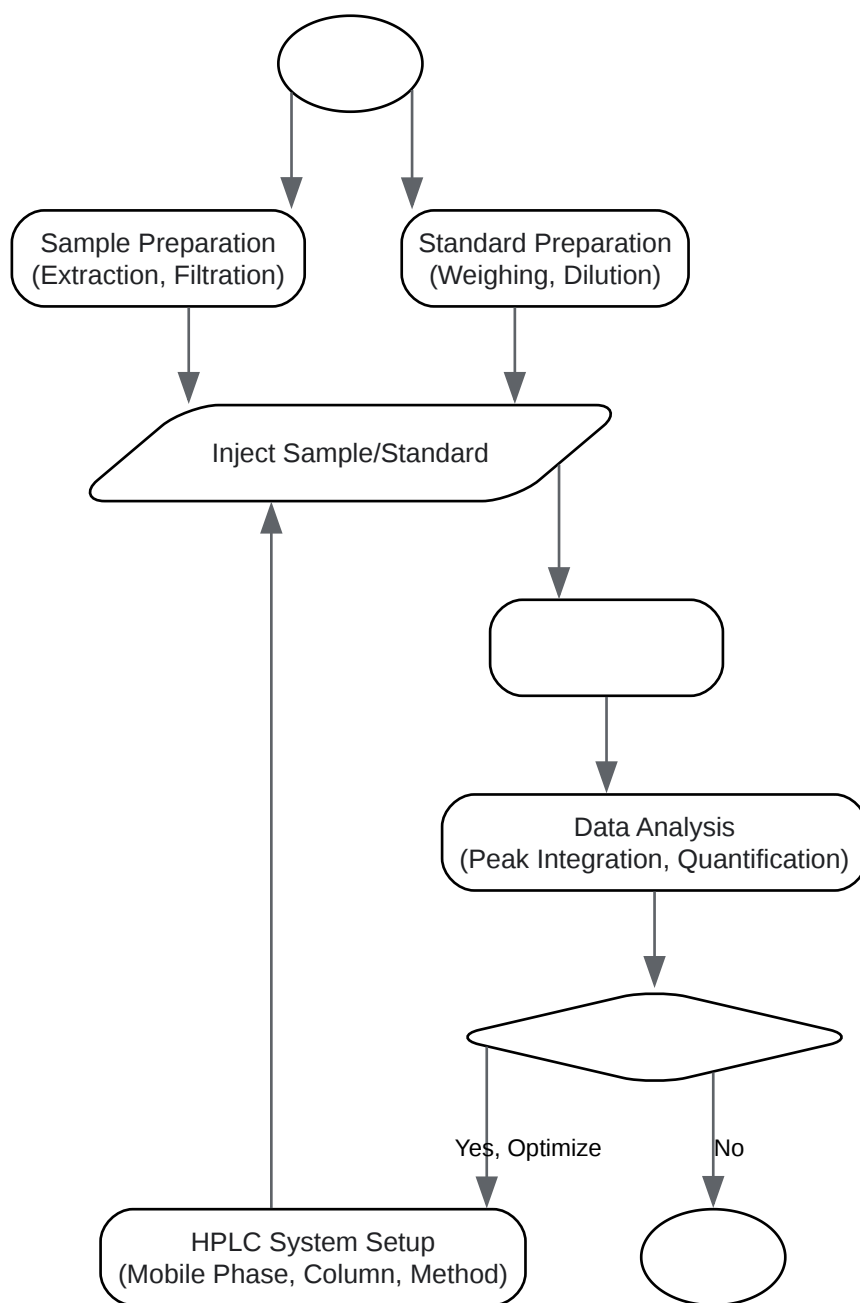 Sample Preparation
(Extraction, Filtration)
Standard Preparation
(Weighing, Dilution)
Inject Sample/Standard
Data Analysis
(Peak Integration, Quantification)
Yes, Optimize
No
HPLC System Setup
(Mobile Phase, Column, Method)